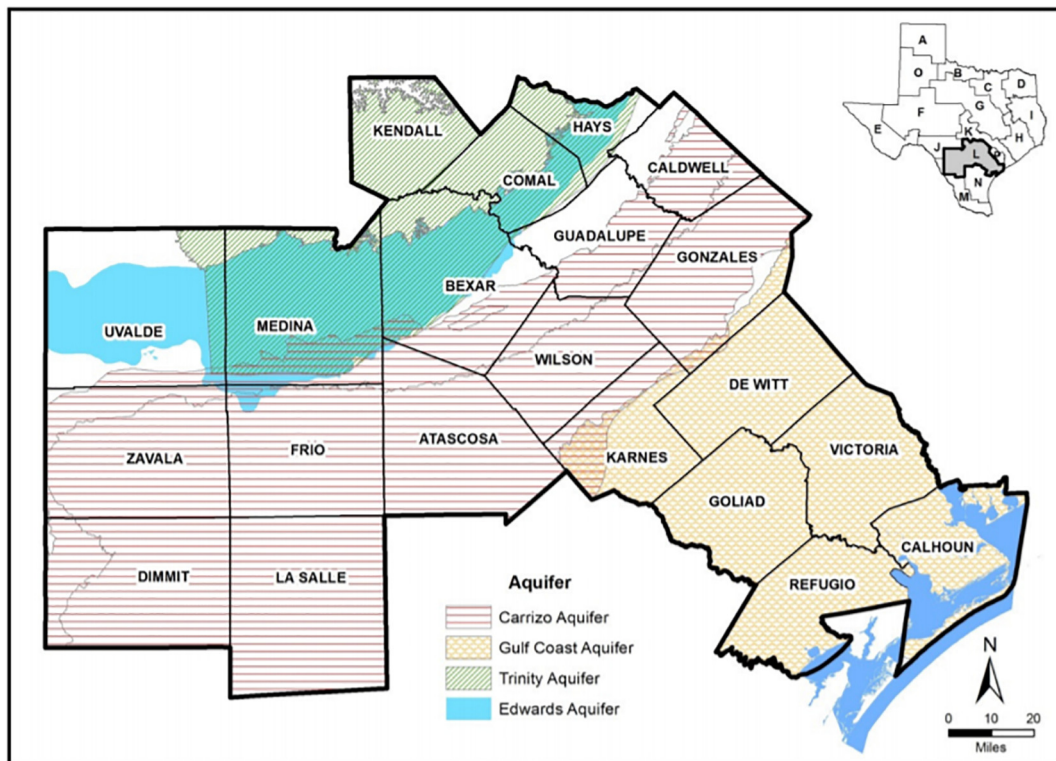 A
O
B
C
D
F
G
I
E
K
H
J
L
P
N
M
KENDALL
HAYS
COMAL
CALDWELL
GUADALUPE
GONZALES
BEXAR
UVALDE
MEDINA
WILSON
DE WITT
ATASCOSA
FRIO
ZAVALA
KARNES
VICTORIA
GOLIAD
CALHOUN
DIMMIT
LA SALLE
REFUGIO
Aquifer
Carrizo Aquifer
Gulf Coast Aquifer
Trinity Aquifer
Edwards Aquifer
N
0 10 20
Miles